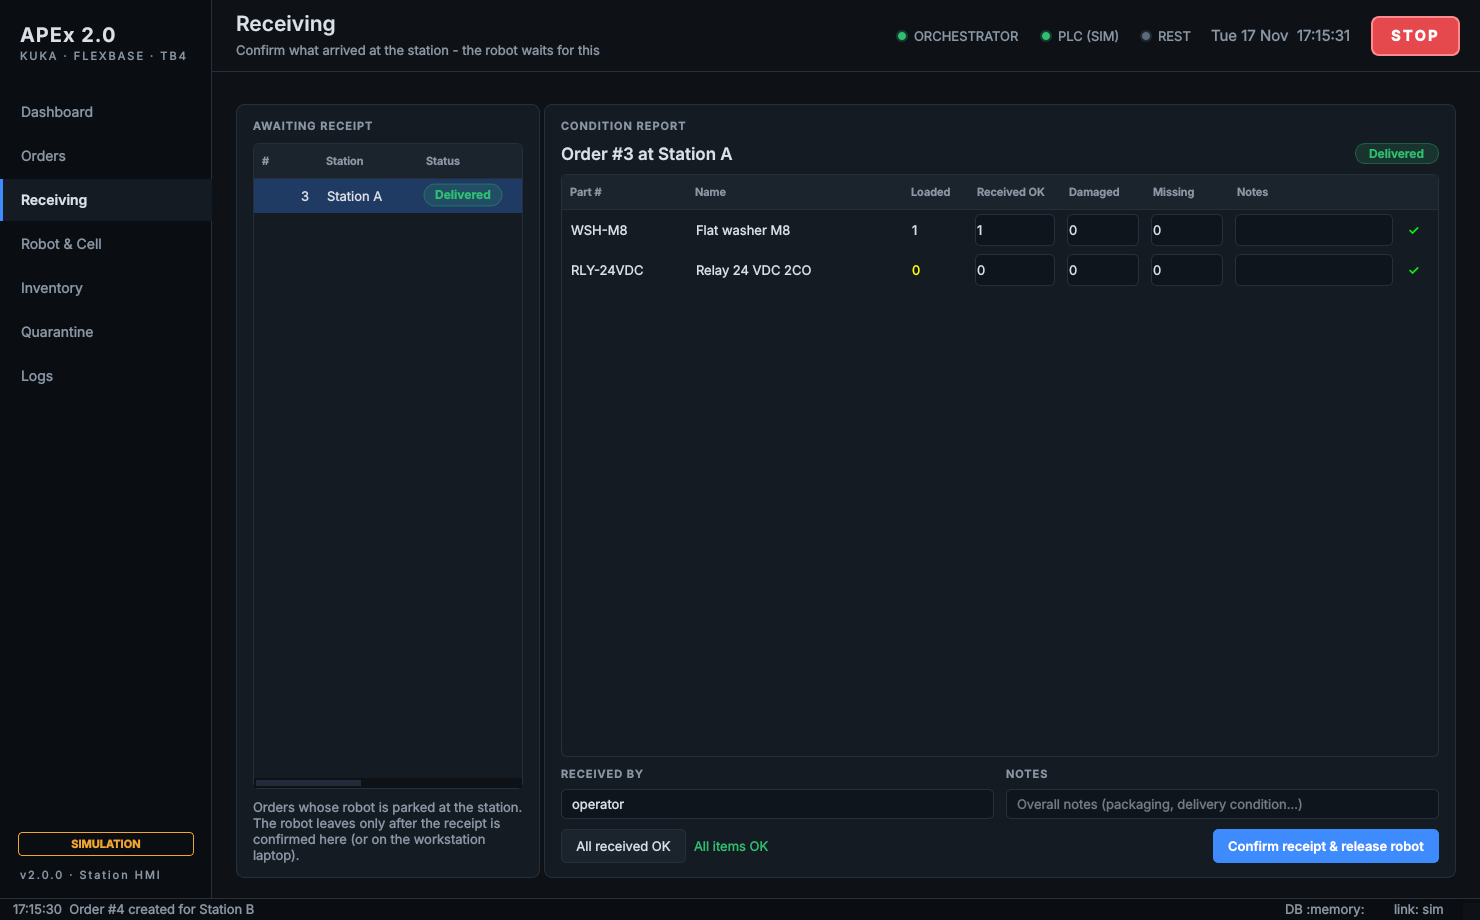 APEx 2.0
KUKA · FLEXBASE · TB4
Dashboard
Orders
Receiving
Robot & Cell
Inventory
Quarantine
Logs
SIMULATION
v2.0.0 · Station HMI
Receiving
Confirm what arrived at the station - the robot waits for this
ORCHESTRATOR
PLC (SIM)
REST
Tue 17 Nov 17:15:31
STOP
AWAITING RECEIPT
# Station Status
3 Station A Delivered
Orders whose robot is parked at the station.
The robot leaves only after the receipt is
confirmed here (or on the workstation
laptop).
CONDITION REPORT
Order #3 at Station A Delivered
Part # Name Loaded Received OK Damaged Missing Notes
WSH-M8 Flat washer M8 1 1 0 0
RLY-24VDC Relay 24 VDC 2CO 0 0 0 0
RECEIVED BY NOTES
operator Overall notes (packaging, delivery condition...)
All received OK All items OK Confirm receipt & release robot
17:15:30 Order #4 created for Station B DB :memory: link: sim